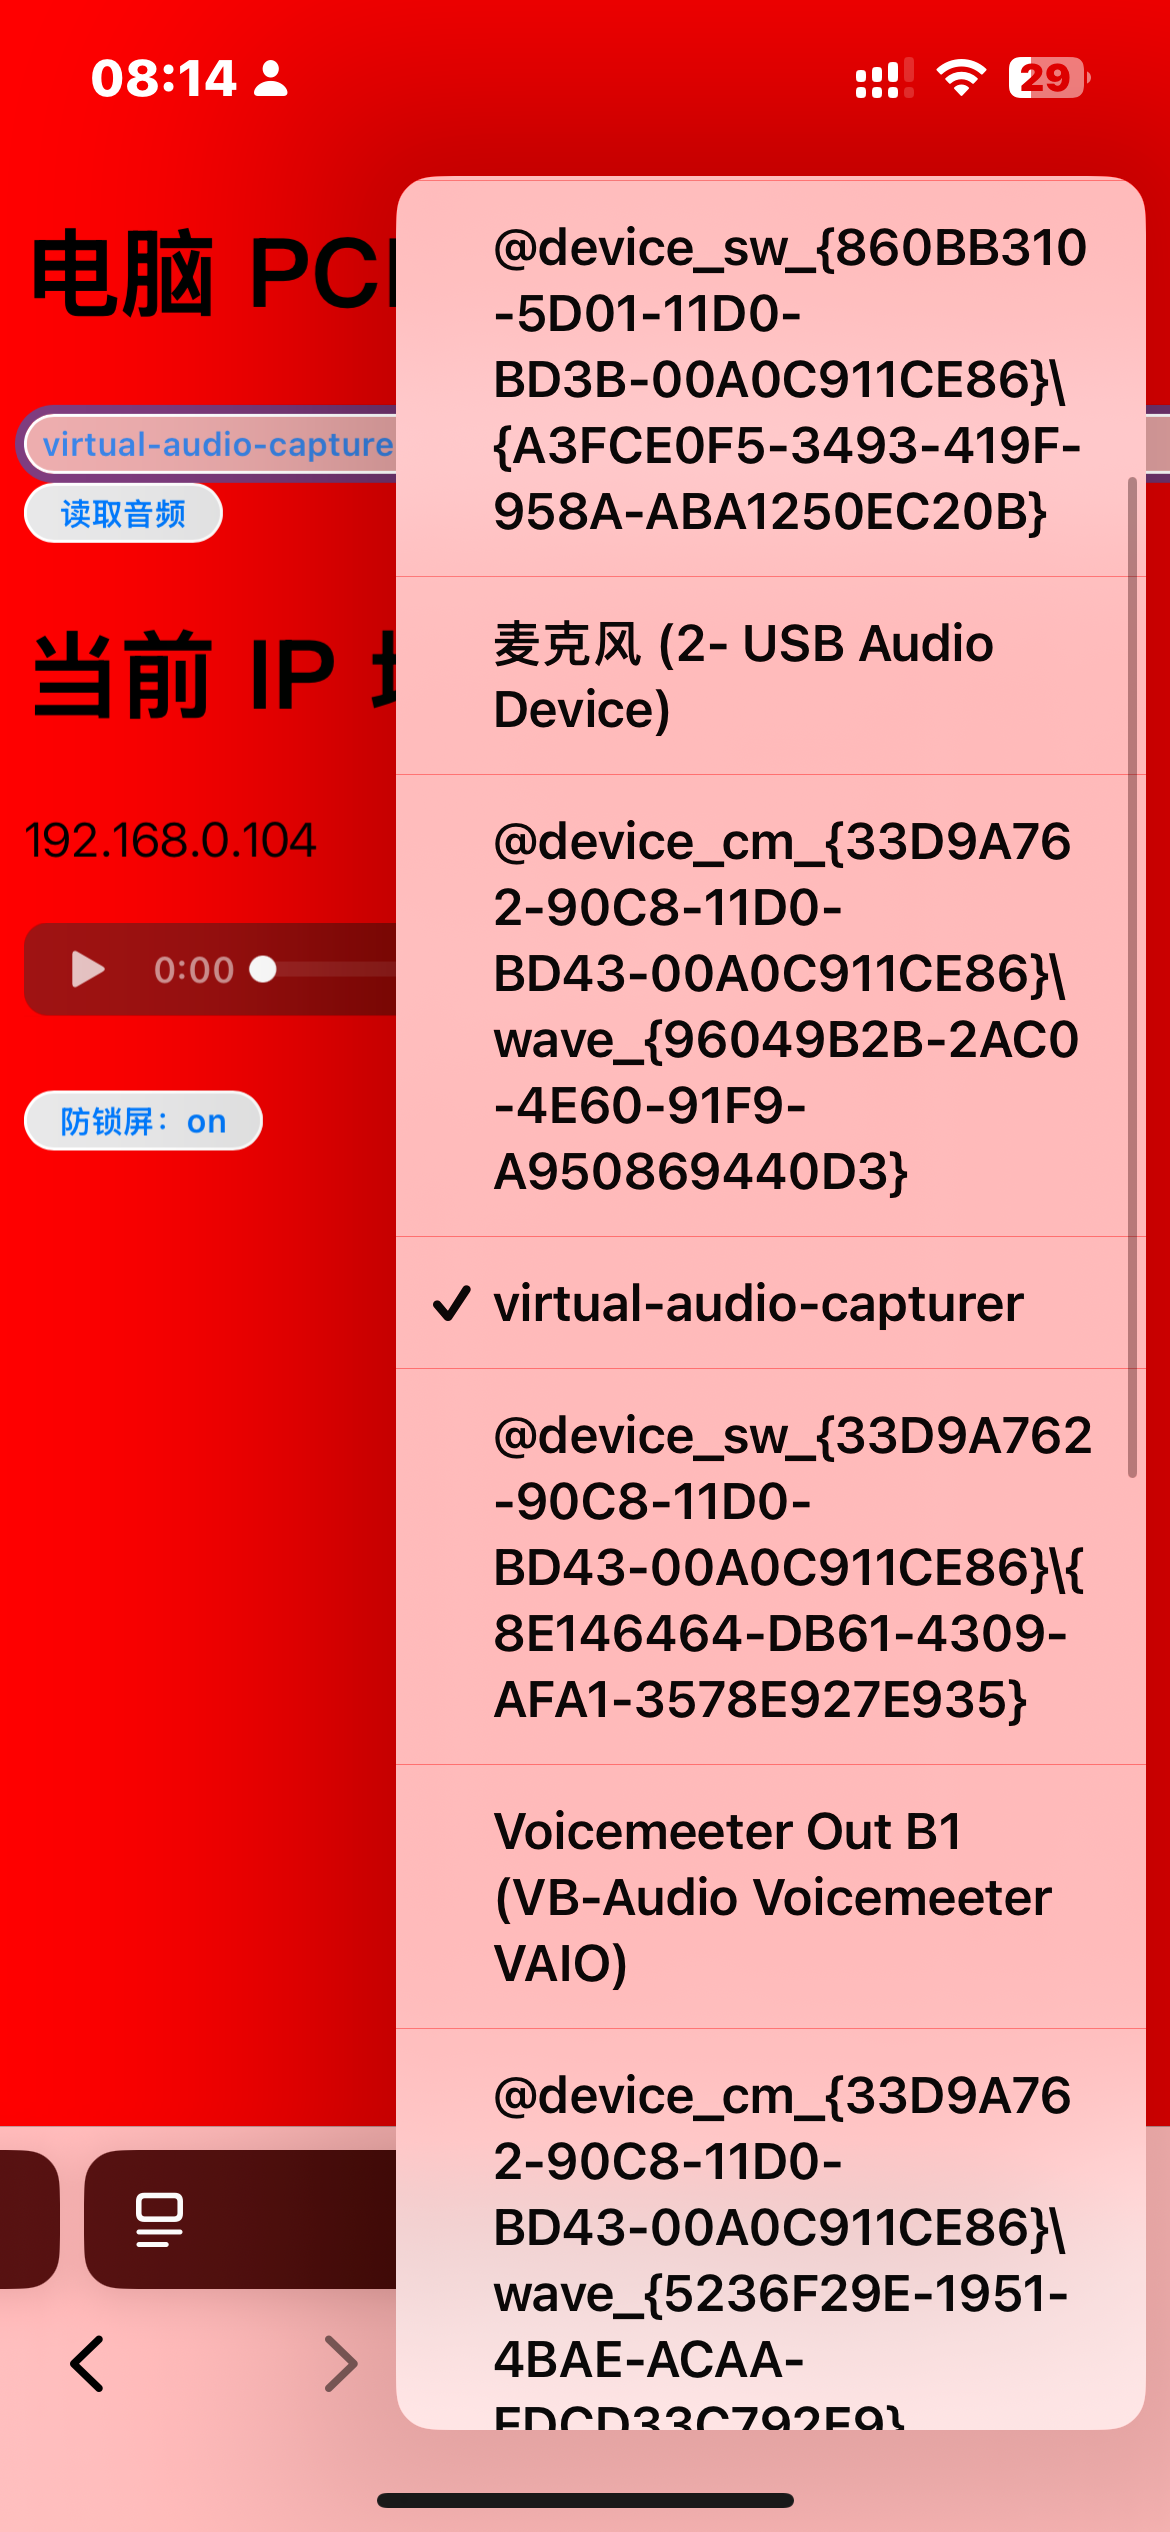 08:14
29
电脑 PC
virtual-audio-capture
读取音频
当前 IP
192.168.0.104
0:00
防锁屏：on
@device_sw_{860BB310
-5D01-11D0-
BD3B-00A0C911CE86}\
{A3FCE0F5-3493-419F-
958A-ABA1250EC20B}
麦克风 (2- USB Audio
Device)
@device_cm_{33D9A76
2-90C8-11D0-
BD43-00A0C911CE86}\
wave_{96049B2B-2AC0
-4E60-91F9-
A950869440D3}
virtual-audio-capturer
@device_sw_{33D9A762
-90C8-11D0-
BD43-00A0C911CE86}\{
8E146464-DB61-4309-
AFA1-3578E927E935}
Voicemeeter Out B1
(VB-Audio Voicemeeter
VAIO)
@device_cm_{33D9A76
2-90C8-11D0-
BD43-00A0C911CE86}\
wave_{5236F29E-1951-
4BAE-ACAA-